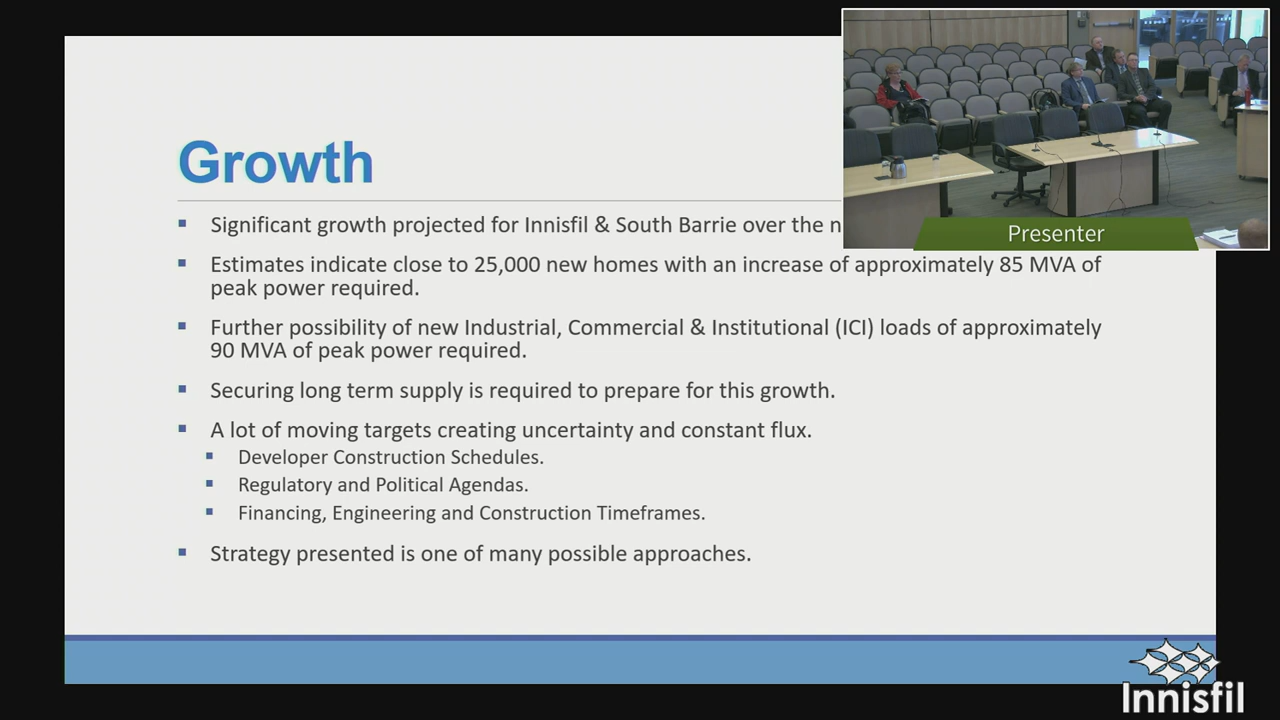 Growth
Significant growth projected for Innisfil & South Barrie over the
Estimates indicate close to 25,000 new homes with an increase of approximately 85 MVA of
peak power required.
Further possibility of new Industrial, Commercial & Institutional (ICI) loads of approximately
90 MVA of peak power required.
Securing long term supply is required to prepare for this growth.
A lot of moving targets creating uncertainty and constant flux.
Developer Construction Schedules.
Regulatory and Political Agendas.
Financing, Engineering and Construction Timeframes.
Strategy presented is one of many possible approaches.
Presenter
Innisfil